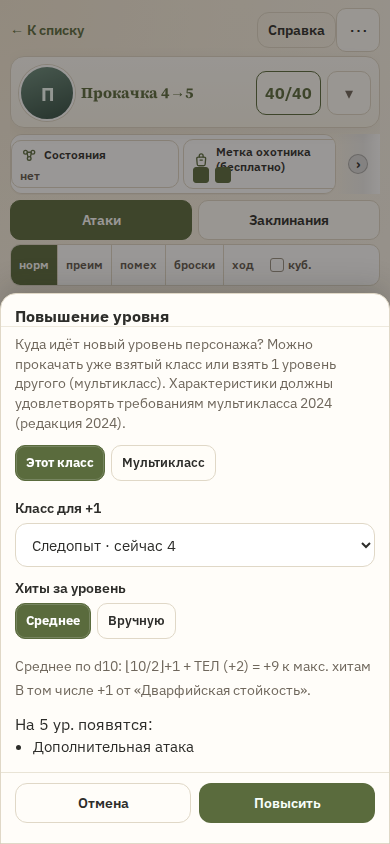 ← К списку
Справка
⋯
П
Прокачка 4→5
40/40
▾
Состояния
нет
Метка охотника
(бесплатно)
›
Атаки
Заклинания
норм
преим
помех
броски
ход
куб.
Повышение уровня
Куда идёт новый уровень персонажа? Можно
прокачать уже взятый класс или взять 1 уровень
другого (мультикласс). Характеристики должны
удовлетворять требованиям мультикласса 2024
(редакция 2024).
Этот класс
Мультикласс
Класс для +1
Следопыт · сейчас 4
Хиты за уровень
Среднее
Вручную
Среднее по d10: ⌊10/2⌋+1 + ТЕЛ (+2) = +9 к макс. хитам
В том числе +1 от «Дварфийская стойкость».
На 5 ур. появятся:
• Дополнительная атака
Отмена
Повысить